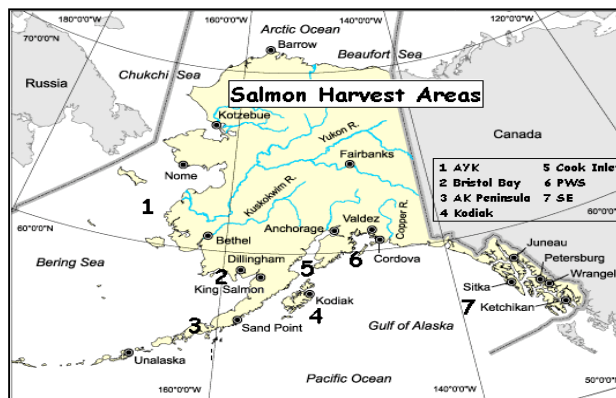 160°0'0"W
Arctic Ocean
140°0'0"W
70°0'0"N
Barrow
Beaufort Sea
70°0'0"N
Russia
Chukchi Sea
Salmon Harvest Areas
Kotzebue
Canada
Yukon R.
Fairbanks
Nome
1 AYK
2 Bristol Bay
3 AK Peninsula
4 Kodiak
5 Cook Inlet
6 PWS
7 SE
Kuskokwim R.
1
Copper R.
Valdez
Anchorage
60°0'0"N
Bethel
60°0'0"
Cordova
6
Juneau
Petersburg
Wrangel
Bering Sea
Dillingham
5
2
King Salmon
Sitka
Kodiak
7
Ketchikan
4
3
Sand Point
Gulf of Alaska
Unalaska
Pacific Ocean
50
160°0'0"W
140°0'0"W